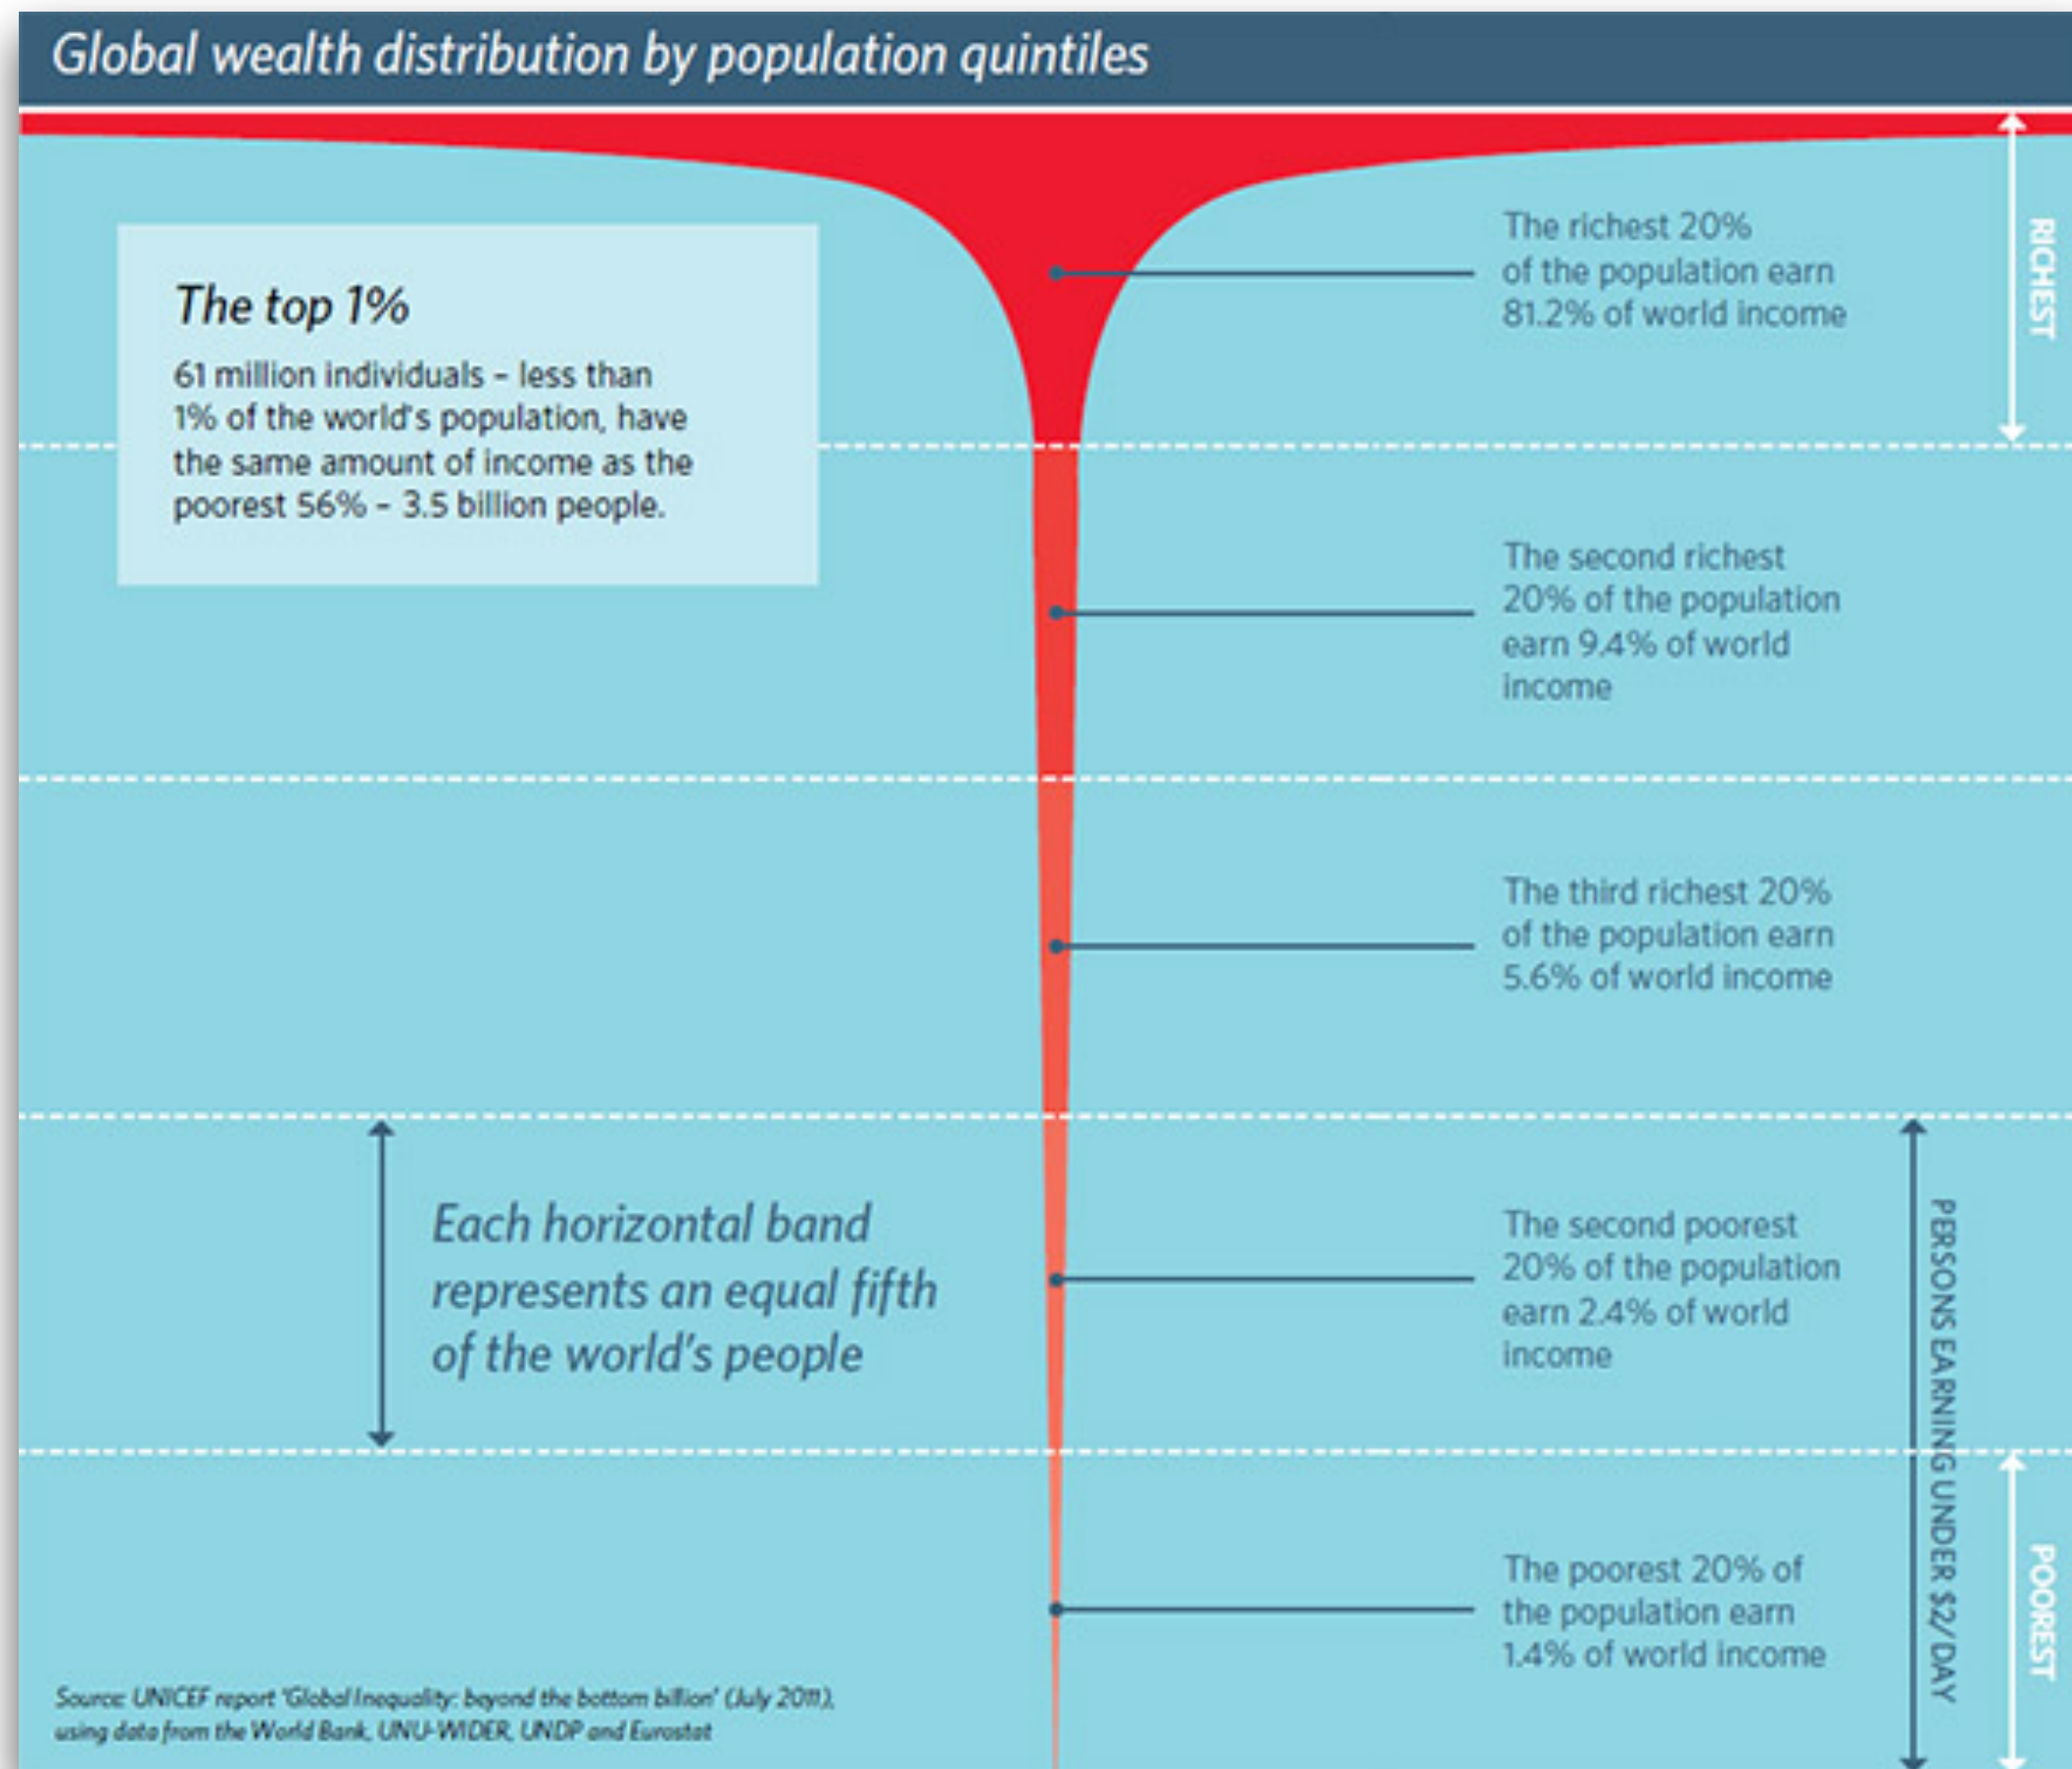 Global wealth distribution by population quintiles
The top 1%
61 million individuals – less than
1% of the world's population, have
the same amount of income as the
poorest 56% – 3.5 billion people.
The richest 20%
of the population earn
81.2% of world income
RICHEST
The second richest
20% of the population
earn 9.4% of world
income
The third richest 20%
of the population earn
5.6% of world income
Each horizontal band
represents an equal fifth
of the world's people
The second poorest
20% of the population
earn 2.4% of world
income
PERSONS EARNING UNDER $2/DAY
The poorest 20% of
the population earn
1.4% of world income
POOREST
Source: UNICEF report 'Global Inequality: beyond the bottom billion' (July 2011),
using data from the World Bank, UNU-WIDER, UNDP and Eurostat